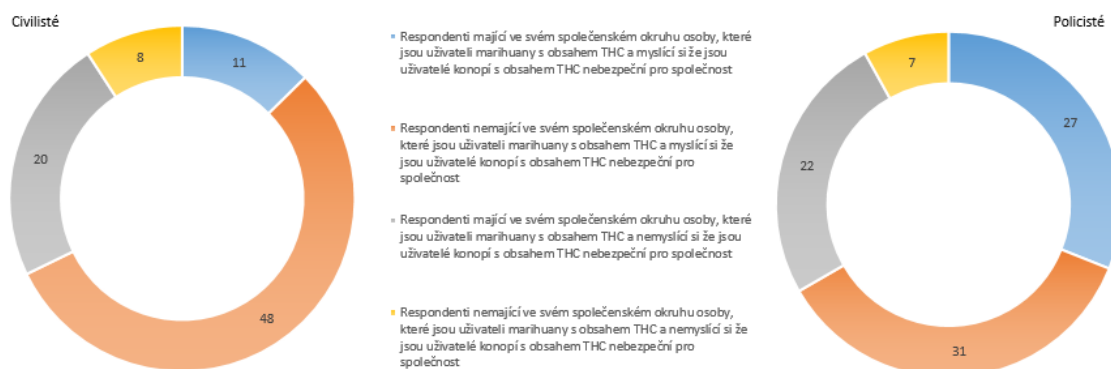 Civilisté
8
11
20
48
Respondenti mající ve svém společenském okruhu osoby, které
jsou uživateli marihuany s obsahem THC a myslící si že jsou
uživatelé konopí s obsahem THC nebezpeční pro společnost
Respondenti nemající ve svém společenském okruhu osoby,
které jsou uživateli marihuany s obsahem THC a myslící si že
jsou uživatelé konopí s obsahem THC nebezpeční pro
společnost
Respondenti mající ve svém společenském okruhu osoby, které
jsou uživateli marihuany s obsahem THC a nemyslící si že jsou
uživatelé konopí s obsahem THC nebezpeční pro společnost
Respondenti nemající ve svém společenském okruhu osoby,
které jsou uživateli marihuany s obsahem THC a nemyslící si že
jsou uživatelé konopí s obsahem THC nebezpeční pro
společnost
Policisté
7
27
22
31